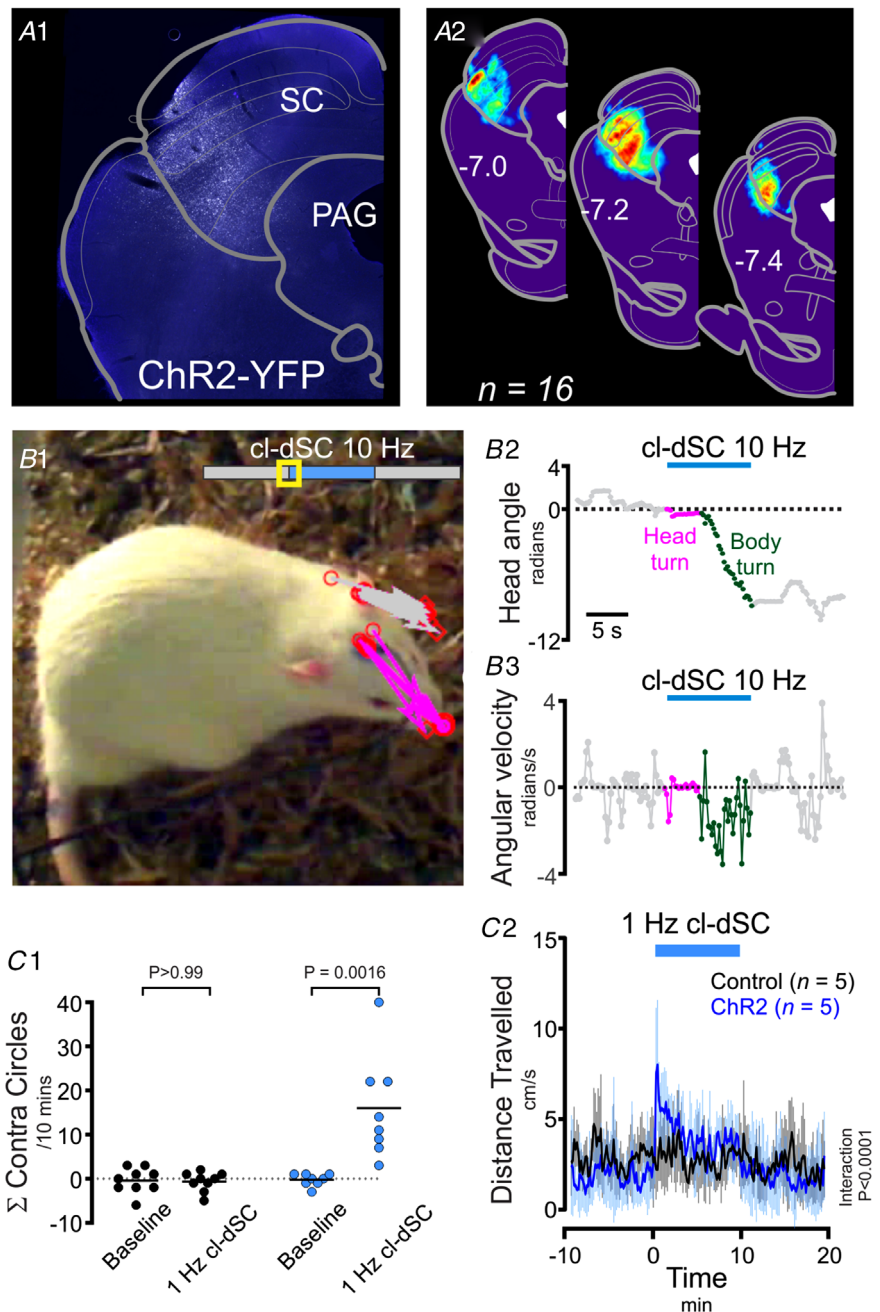 A1
SC
PAG
ChR2-YFP
A2
-7.0
-7.2
-7.4
n = 16
B1
cl-dSC 10 Hz
B2
cl-dSC 10 Hz
Head angle
radians
4
0
-12
Head
turn
Body
turn
5 s
B3
cl-dSC 10 Hz
Angular velocity
radians/s
4
0
-4
C1
P>0.99
P = 0.0016
Σ Contra Circles
/10 mins
40
30
20
10
0
-10
Baseline
1 Hz cl-dSC
Baseline
1 Hz cl-dSC
C2
1 Hz cl-dSC
Control (n = 5)
ChR2 (n = 5)
Distance Travelled
cm/s
15
10
5
0
-10
0
10
20
Time
min
Interaction
P<0.0001